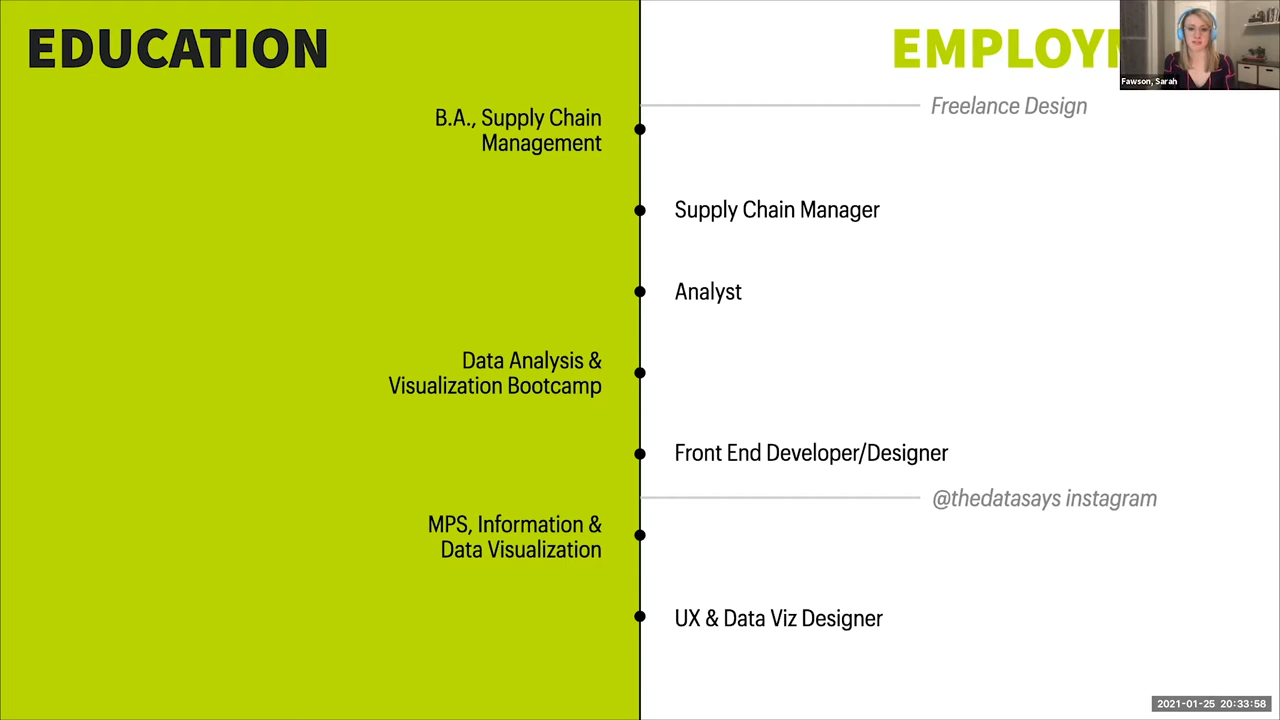 EDUCATION
EMPLOYM
Fawson, Sarah
Freelance Design
B.A., Supply Chain
Management
Supply Chain Manager
Analyst
Data Analysis &
Visualization Bootcamp
Front End Developer/Designer
@thedatasays instagram
MPS, Information &
Data Visualization
UX & Data Viz Designer
2021-01-25 20:33:58